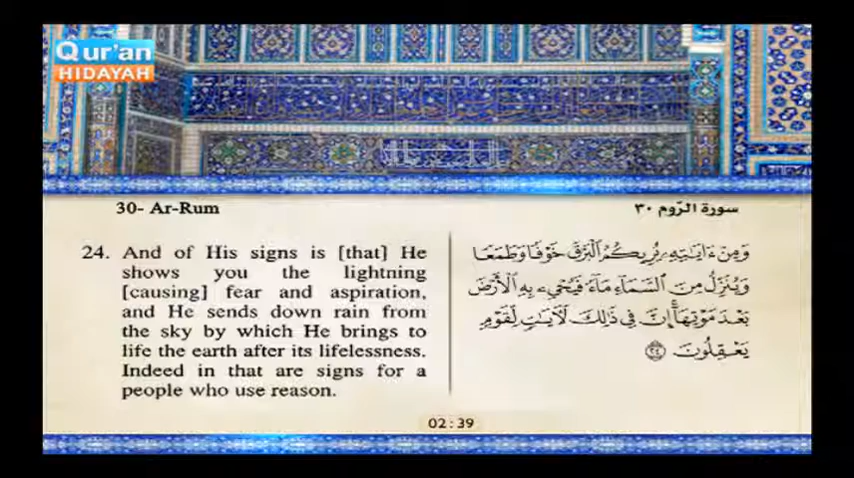 Qur'an
HIDAYAH
30- Ar-Rum
سورة الرّوم ٣٠
24. And of His signs is [that] He
shows you the lightning
[causing] fear and aspiration,
and He sends down rain from
the sky by which He brings to
life the earth after its lifelessness.
Indeed in that are signs for a
people who use reason.
وَمِنْ ءَايَـٰتِهِۦ يُرِيكُمُ ٱلْبَرْقَ خَوْفًا وَطَمَعًا
وَيُنَزِّلُ مِنَ ٱلسَّمَآءِ مَآءً فَيُحْىِۦ بِهِ ٱلْأَرْضَ
بَعْدَ مَوْتِهَآ ۚ إِنَّ فِى ذَٰلِكَ لَـَٔايَـٰتٍ لِّقَوْمٍ
يَعْقِلُونَ ٢٤
02:39